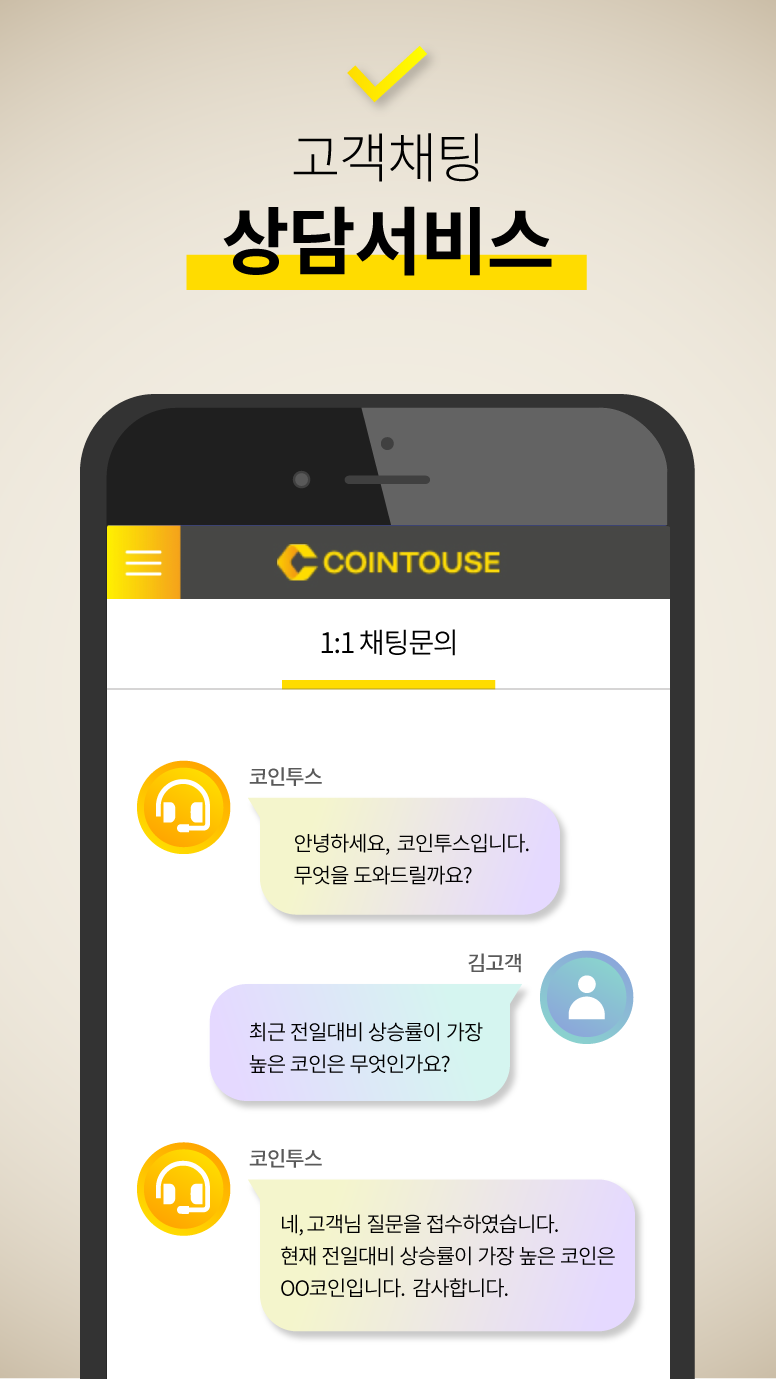 고객채팅
상담서비스
COINTOUSE
1:1 채팅문의
코인투스
안녕하세요, 코인투스입니다.
무엇을 도와드릴까요?
김고객
최근 전일대비 상승률이 가장
높은 코인은 무엇인가요?
코인투스
네, 고객님 질문을 접수하였습니다.
현재 전일대비 상승률이 가장 높은 코인은
OO코인입니다. 감사합니다.